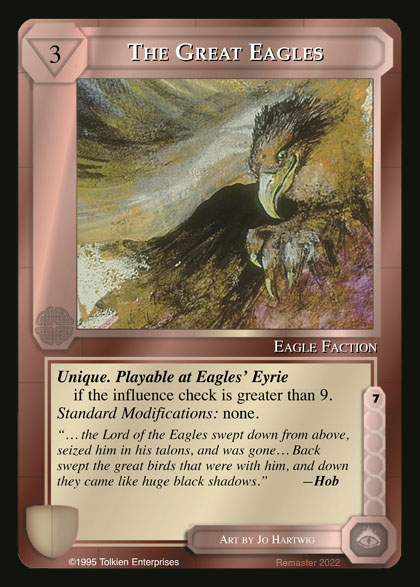 3
THE GREAT EAGLES
EAGLE FACTION
Unique. Playable at Eagles’ Eyrie
if the influence check is greater than 9.
Standard Modifications: none.
7
“… the Lord of the Eagles swept down from above,
seized him in his talons, and was gone… Back
swept the great birds that were with him, and down
they came like huge black shadows.” —Hob
ART BY JO HARTWIG
©1995 Tolkien Enterprises
Remaster 2022